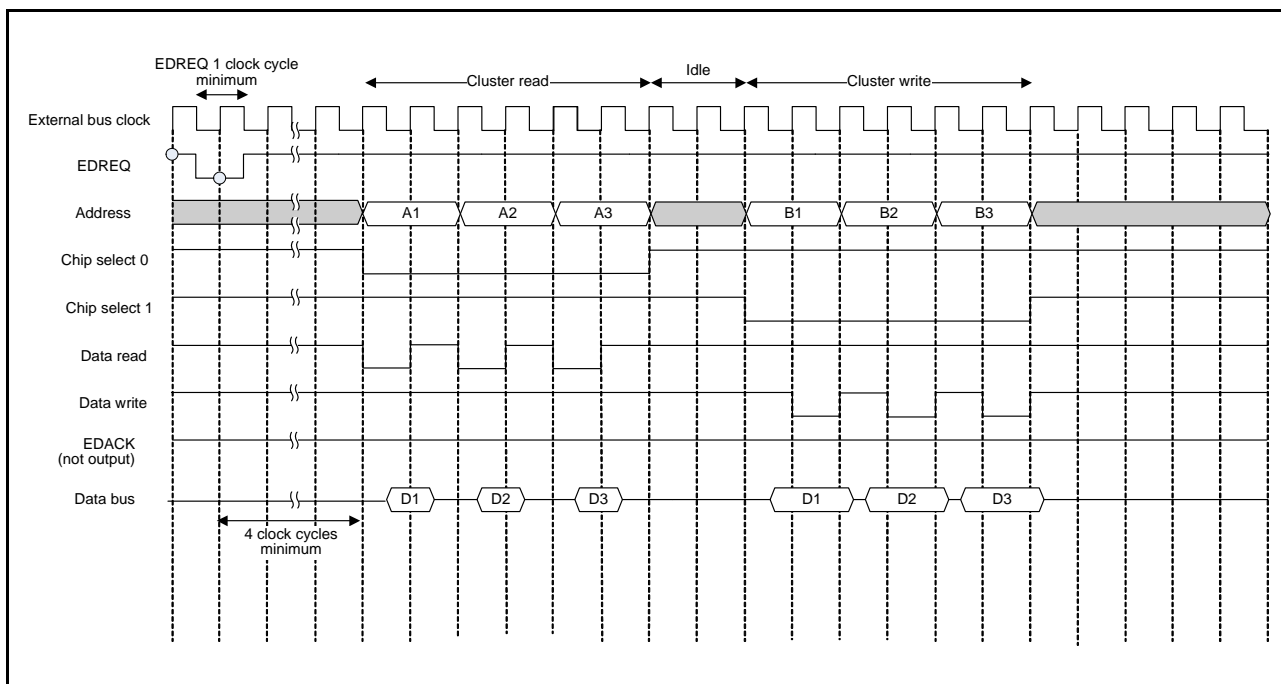 EDREQ 1 clock cycle
minimum
Cluster read
Idle
Cluster write
External bus clock
EDREQ
Address
A1
A2
A3
B1
B2
B3
Chip select 0
Chip select 1
Data read
Data write
EDACK
(not output)
Data bus
D1
D2
D3
D1
D2
D3
4 clock cycles
minimum